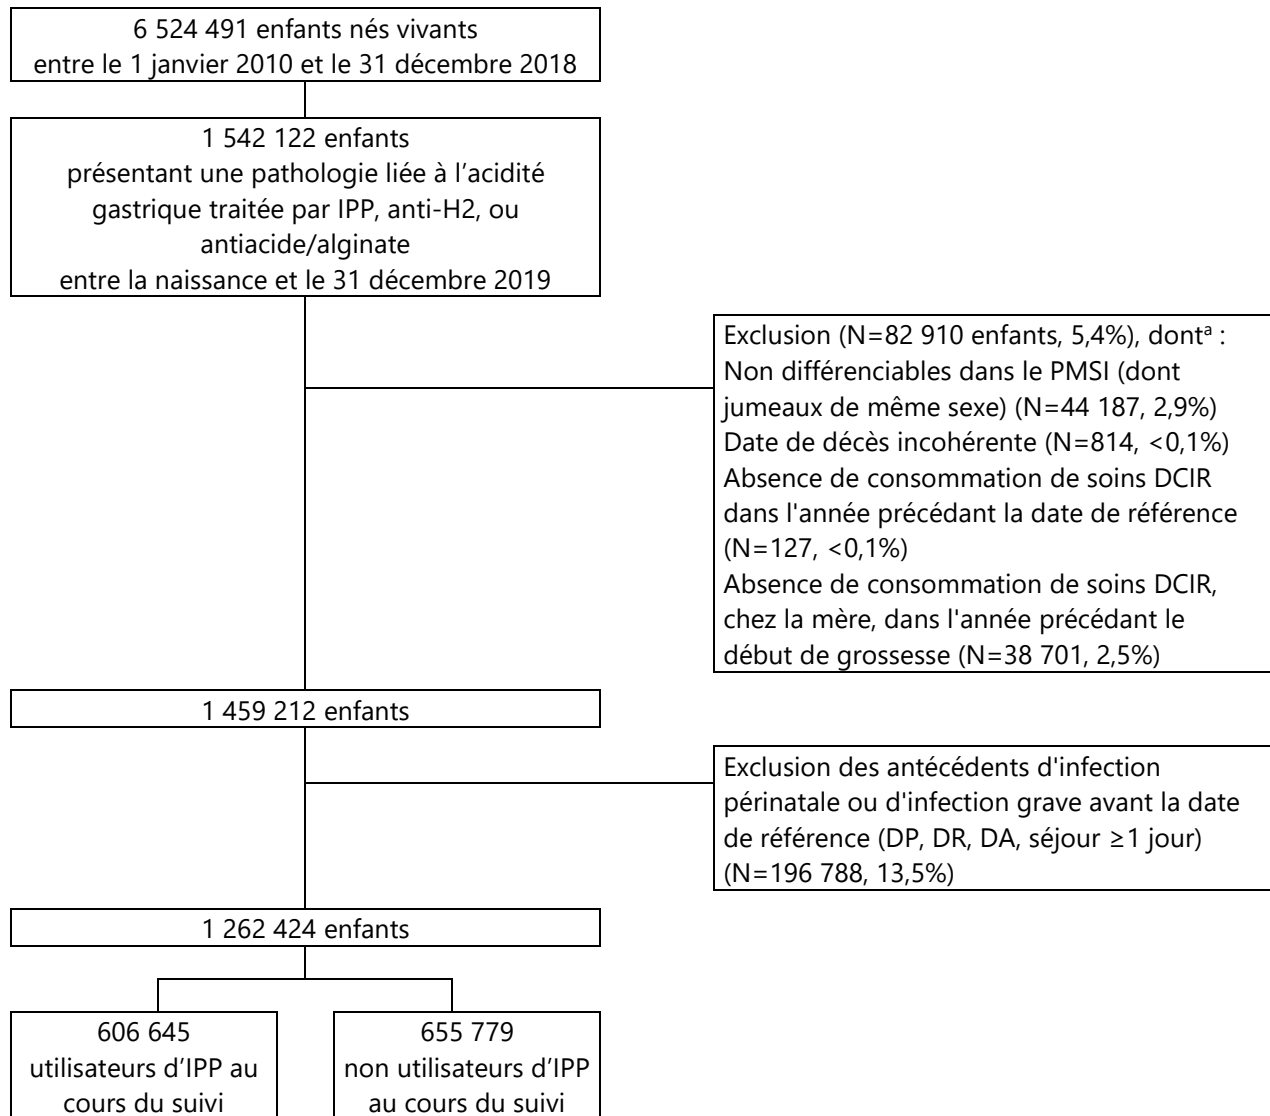 6 524 491 enfants nés vivants
entre le 1 janvier 2010 et le 31 décembre 2018
1 542 122 enfants
présentant une pathologie liée à l’acidité
gastrique traitée par IPP, anti-H2, ou
antiacide/alginate
entre la naissance et le 31 décembre 2019
Exclusion (N=82 910 enfants, 5,4%), dontᵃ :
Non différenciables dans le PMSI (dont
jumeaux de même sexe) (N=44 187, 2,9%)
Date de décès incohérente (N=814, <0,1%)
Absence de consommation de soins DCIR
dans l'année précédant la date de référence
(N=127, <0,1%)
Absence de consommation de soins DCIR,
chez la mère, dans l'année précédant le
début de grossesse (N=38 701, 2,5%)
1 459 212 enfants
Exclusion des antécédents d'infection
périnatale ou d'infection grave avant la date
de référence (DP, DR, DA, séjour ≥1 jour)
(N=196 788, 13,5%)
1 262 424 enfants
606 645
utilisateurs d’IPP au
cours du suivi
655 779
non utilisateurs d’IPP
au cours du suivi